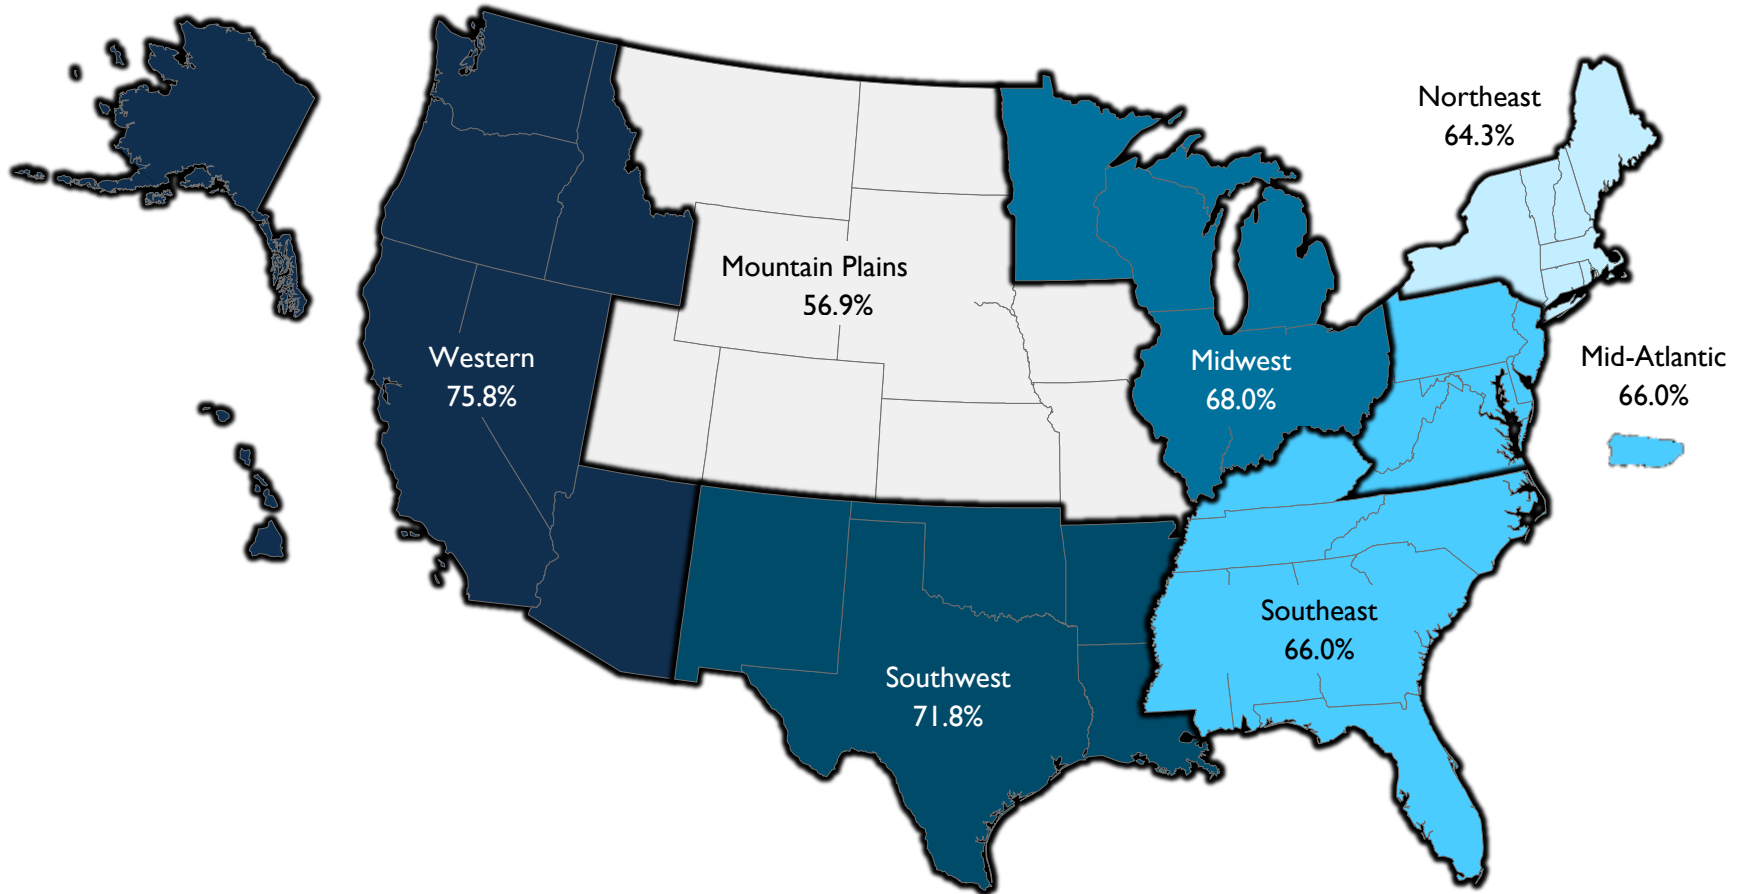 Northeast
64.3%
Mountain Plains
56.9%
Western
75.8%
Midwest
68.0%
Mid-Atlantic
66.0%
Southeast
66.0%
Southwest
71.8%